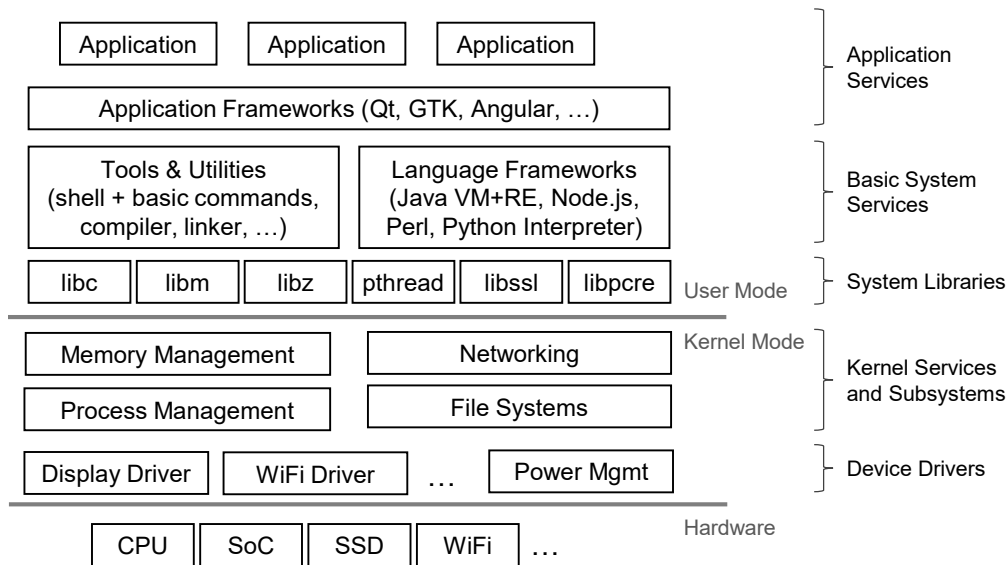 Application
Application
Application
Application
Services
Application Frameworks (Qt, GTK, Angular, …)
Tools & Utilities
(shell + basic commands,
compiler, linker, …)
Language Frameworks
(Java VM+RE, Node.js,
Perl, Python Interpreter)
Basic System
Services
libc
libm
libz
pthread
libssl
libpcre
User Mode
System Libraries
Kernel Mode
Memory Management
Networking
Process Management
File Systems
Kernel Services
and Subsystems
Display Driver
WiFi Driver
…
Power Mgmt
Device Drivers
Hardware
CPU
SoC
SSD
WiFi
…